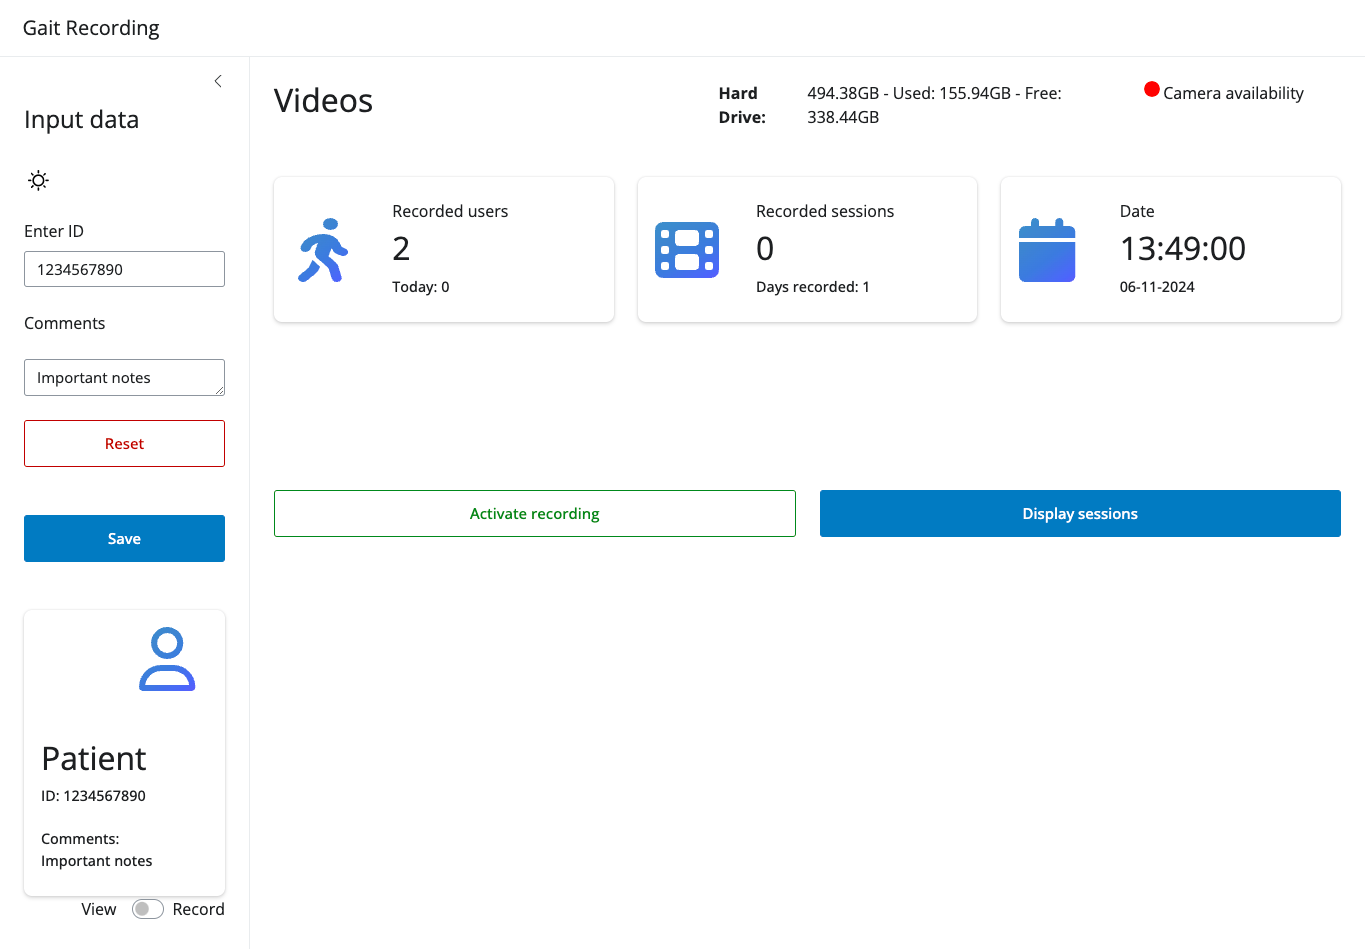 Gait Recording
Input data
Enter ID
1234567890
Comments
Important notes
Reset
Save
Patient
ID: 1234567890
Comments:
Important notes
View Record
Videos
Hard Drive:
494.38GB - Used: 155.94GB - Free:
338.44GB
Camera availability
Recorded users
2
Today: 0
Recorded sessions
0
Days recorded: 1
Date
13:49:00
06-11-2024
Activate recording
Display sessions